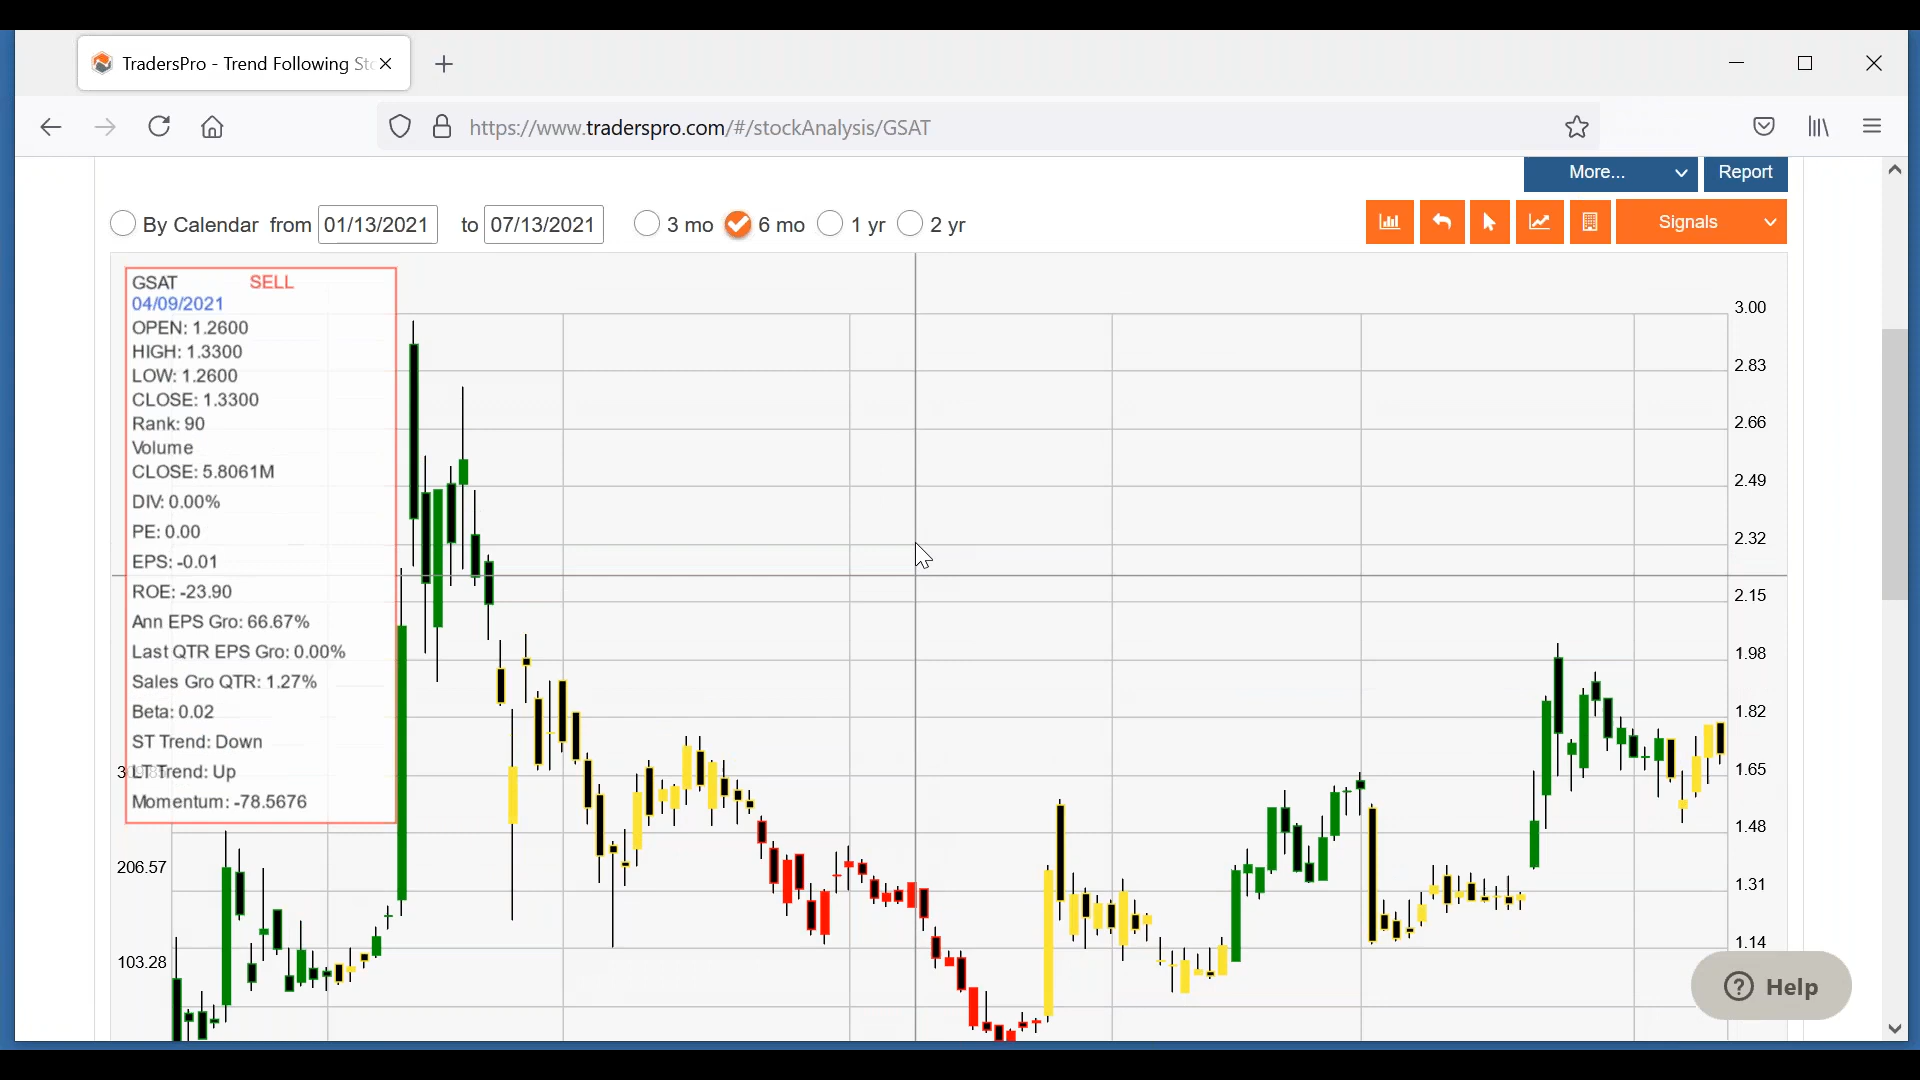 TradersPro - Trend Following Sto
https://www.traderspro.com/#/stockAnalysis/GSAT
More... Report
By Calendar from 01/13/2021 to 07/13/2021 3 mo 6 mo 1 yr 2 yr Signals
GSAT SELL
04/09/2021
OPEN: 1.2600
HIGH: 1.3300
LOW: 1.2600
CLOSE: 1.3300
Rank: 90
Volume
CLOSE: 5.8061M
DIV: 0.00%
PE: 0.00
EPS: -0.01
ROE: -23.90
Ann EPS Gro: 66.67%
Last QTR EPS Gro: 0.00%
Sales Gro QTR: 1.27%
Beta: 0.02
ST Trend: Down
LT Trend: Up
Momentum: -78.5676
206.57
103.28
3.00
2.83
2.66
2.49
2.32
2.15
1.98
1.82
1.65
1.48
1.31
1.14
Help